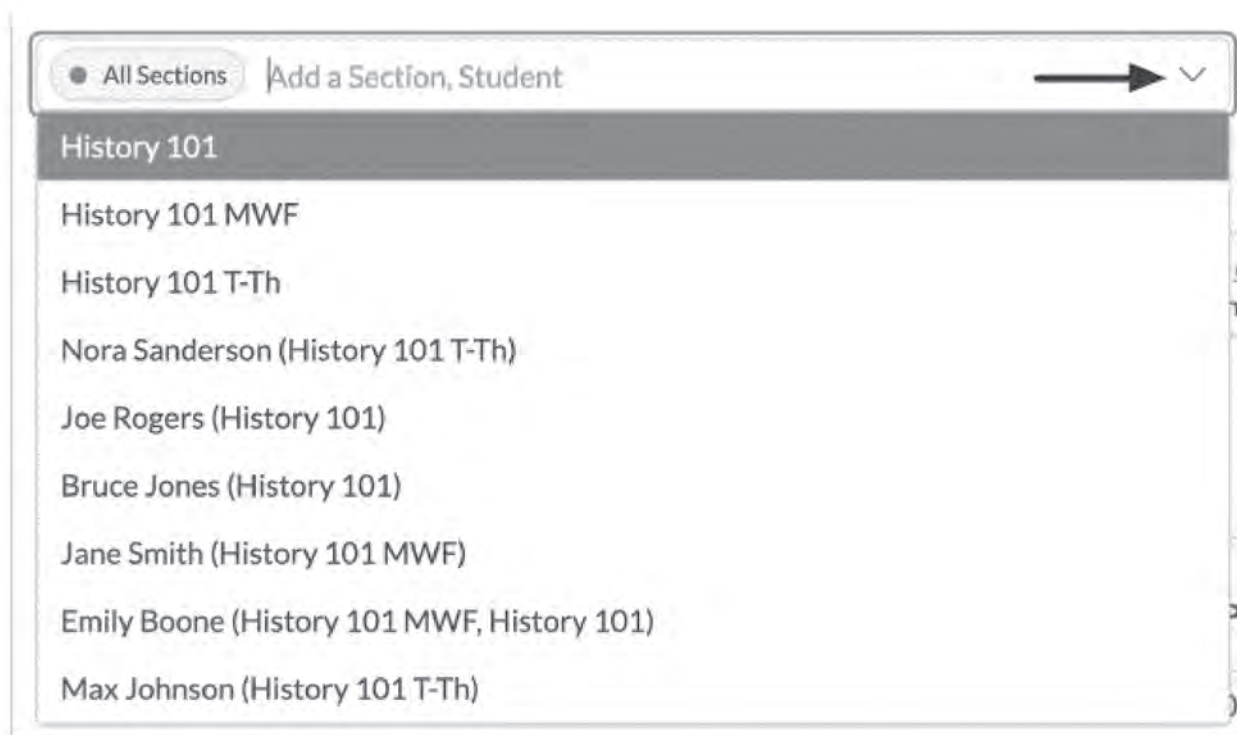 All Sections Add a Section, Student
History 101
History 101 MWF
History 101 T-Th
Nora Sanderson (History 101 T-Th)
Joe Rogers (History 101)
Bruce Jones (History 101)
Jane Smith (History 101 MWF)
Emily Boone (History 101 MWF, History 101)
Max Johnson (History 101 T-Th)